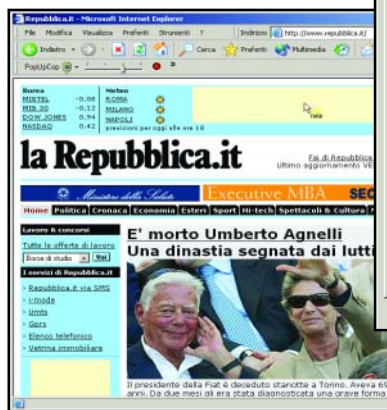 Repubblica.it - Microsoft Internet Explorer
File Modifica Visualizza Preferiti Strumenti ? Indirizzo http://www.repubblica.it/
Indietro Cerca Preferiti Multimedia
PopUpCop
Borsa Meteo
MIBTEL -0.08 ROMA
MIB 30 -0.12 MILANO
DOW JONES 0.94 NAPOLI
NASDAQ 0.42 previsioni per oggi alle ore 18
la Repubblica.it
Fai di Repubblica
Ultimo aggiornamento VE
Ministero della Salute Executive MBA SEC
Home Politica Cronaca Economia Esteri Sport Hi-tech Spettacoli & Cultura
Lavoro & concorsi
Tutte le offerte di lavoro
Borse di studio Vai
I servizi di Repubblica.it
Repubblica.it via SMS
i-mode
Umts
Gprs
Elenco telefonico
Vetrina immobiliare
E' morto Umberto Agnelli
Una dinastia segnata dai lutti
Il presidente della Fiat è deceduto stanotte a Torino. Aveva 69
anni. Da due mesi gli era stata diagnosticata una grave forma